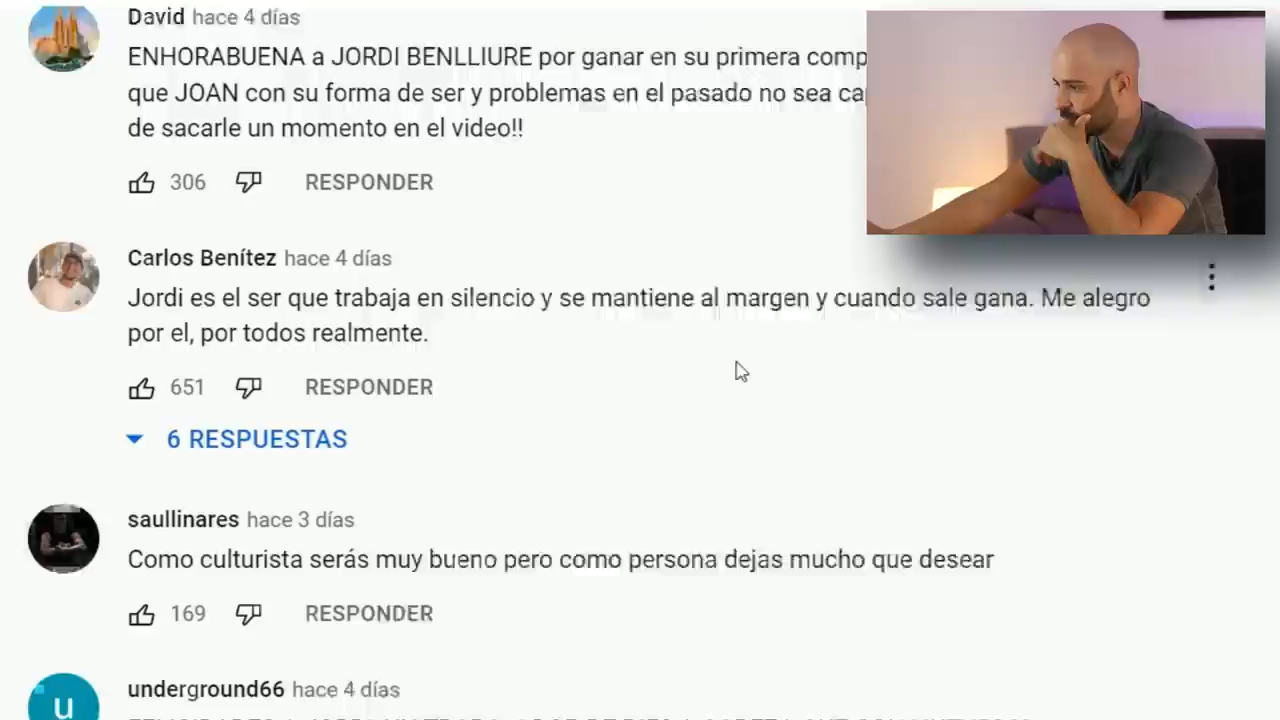 David hace 4 días
ENHORABUENA a JORDI BENLLIURE por ganar en su primera comp
que JOAN con su forma de ser y problemas en el pasado no sea
de sacarle un momento en el video!!
306 RESPONDER
Carlos Benítez hace 4 días
Jordi es el ser que trabaja en silencio y se mantiene al margen y cuando sale gana. Me alegro
por el, por todos realmente.
651 RESPONDER
6 RESPUESTAS
saullinares hace 3 días
Como culturista serás muy bueno pero como persona dejas mucho que desear
169 RESPONDER
u
underground66 hace 4 días